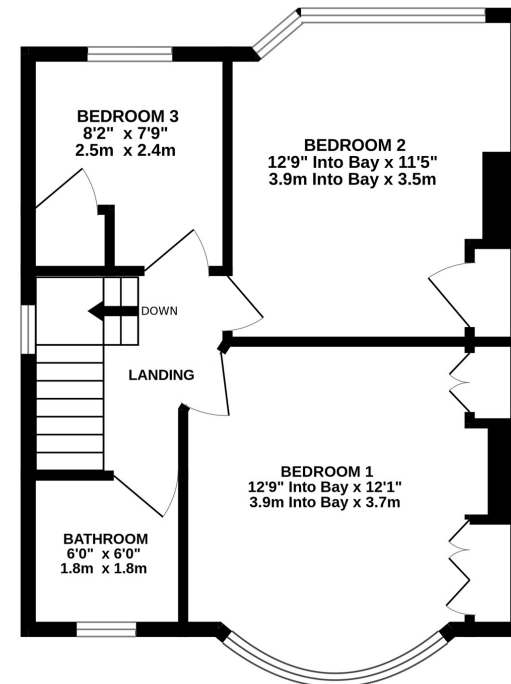 BEDROOM 3
8'2" x 7'9"
2.5m x 2.4m
BEDROOM 2
12'9" Into Bay x 11'5"
3.9m Into Bay x 3.5m
DOWN
LANDING
BEDROOM 1
12'9" Into Bay x 12'1"
3.9m Into Bay x 3.7m
BATHROOM
6'0" x 6'0"
1.8m x 1.8m